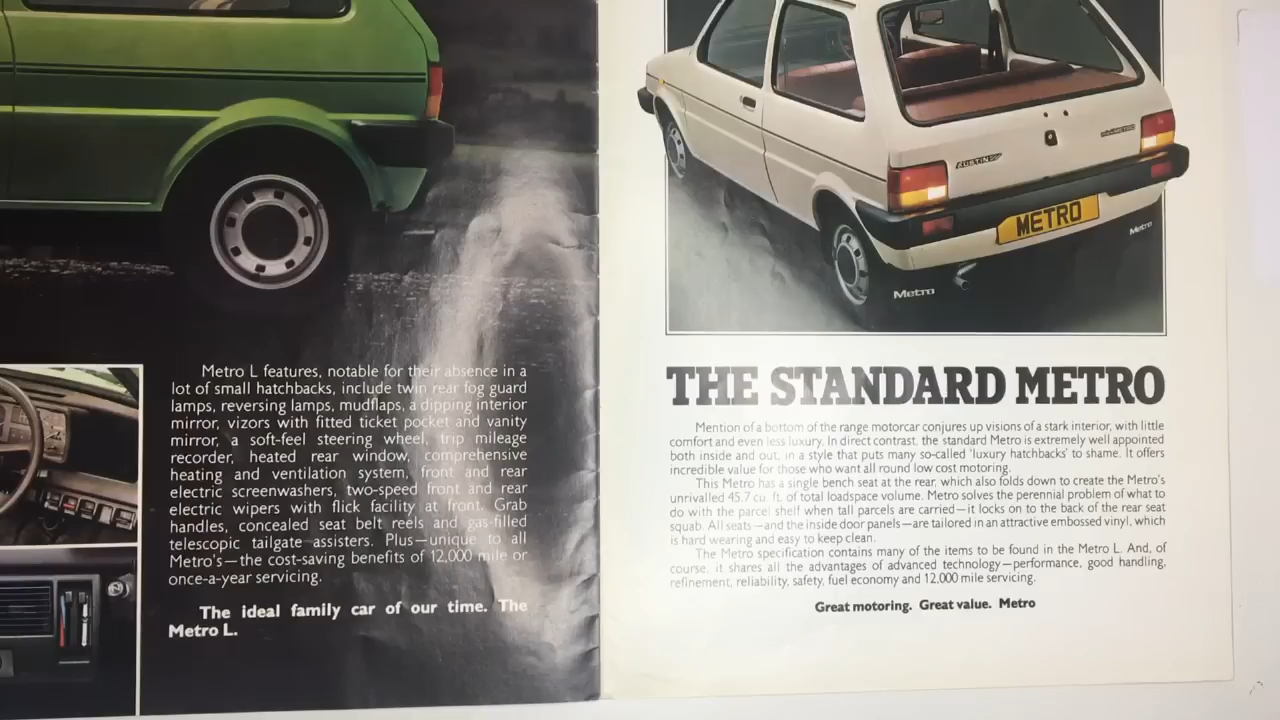 Metro L features, notable for their absence in a
lot of small hatchbacks, include twin rear fog guard
lamps, reversing lamps, mudflaps, a dipping interior
mirror, vizors with fitted ticket pocket and vanity
mirror, a soft-feel steering wheel, trip mileage
recorder, heated rear window, comprehensive
heating and ventilation system, front and rear
electric screenwashers, two-speed front and rear
electric wipers with flick facility at front. Grab
handles, concealed seat belt reels and gas-filled
telescopic tailgate assisters. Plus—unique to all
Metro's—the cost-saving benefits of 12,000 mile or
once-a-year servicing.
The ideal family car of our time. The
Metro L.
AUSTIN
METRO
Metro
Metro
THE STANDARD METRO
Mention of a bottom of the range motorcar conjures up visions of a stark interior, with little
comfort and even less luxury. In direct contrast, the standard Metro is extremely well appointed
both inside and out, in a style that puts many so-called 'luxury hatchbacks' to shame. It offers
incredible value for those who want all round low cost motoring.
This Metro has a single bench seat at the rear, which also folds down to create the Metro's
unrivalled 45.7 cu. ft. of total loadspace volume. Metro solves the perennial problem of what to
do with the parcel shelf when tall parcels are carried—it locks on to the back of the rear seat
squab. All seats—and the inside door panels—are tailored in an attractive embossed vinyl, which
is hard wearing and easy to keep clean.
The Metro specification contains many of the items to be found in the Metro L. And, of
course, it shares all the advantages of advanced technology—performance, good handling,
refinement, reliability, safety, fuel economy and 12,000 mile servicing.
Great motoring. Great value. Metro